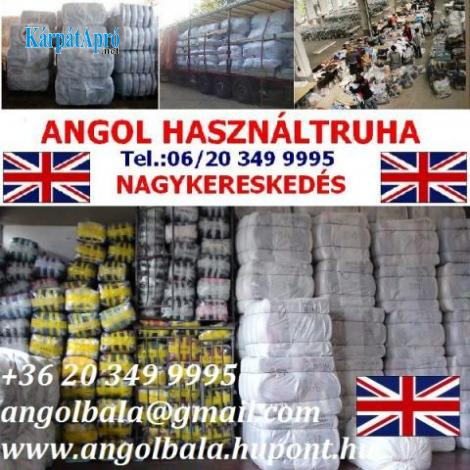 KárpátApró
.net
ANGOL HASZNÁLTRUHA
Tel.:06/20 349 9995
NAGYKERESKEDÉS
+36 20 349 9995
angolbala@gmail.com
www.angolbala.hupont.hu